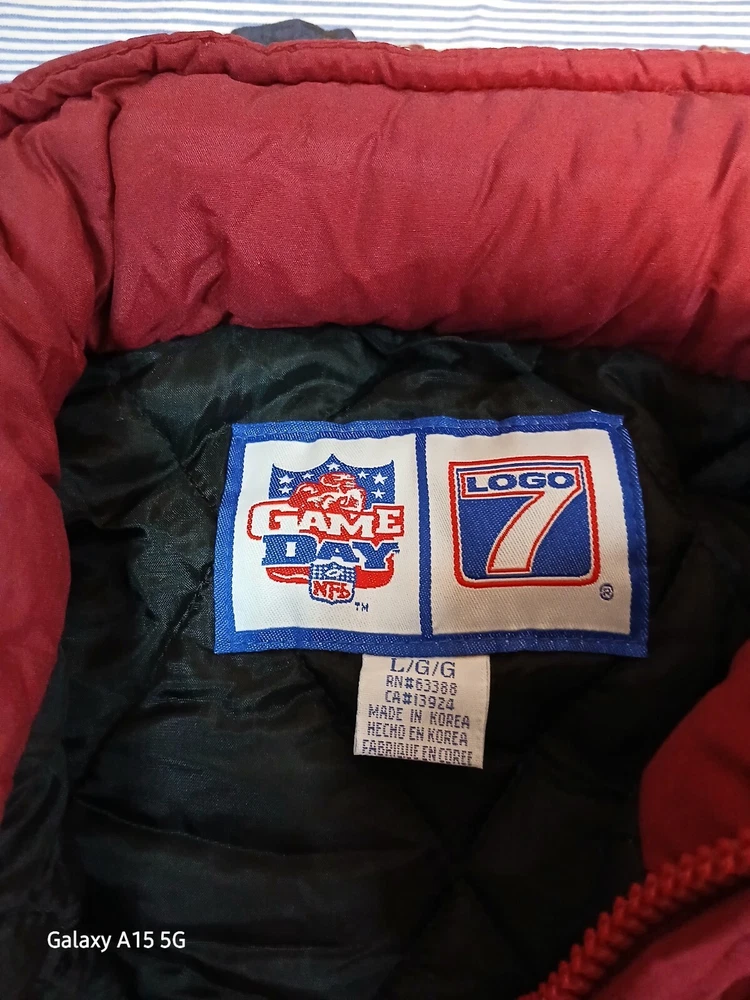 GAME
DAY
NFL
TM
LOGO
7
®
L/G/G
RN#63388
CA#13924
MADE IN KOREA
HECHO EN KOREA
FABRIQUE EN COREE
Galaxy A15 5G